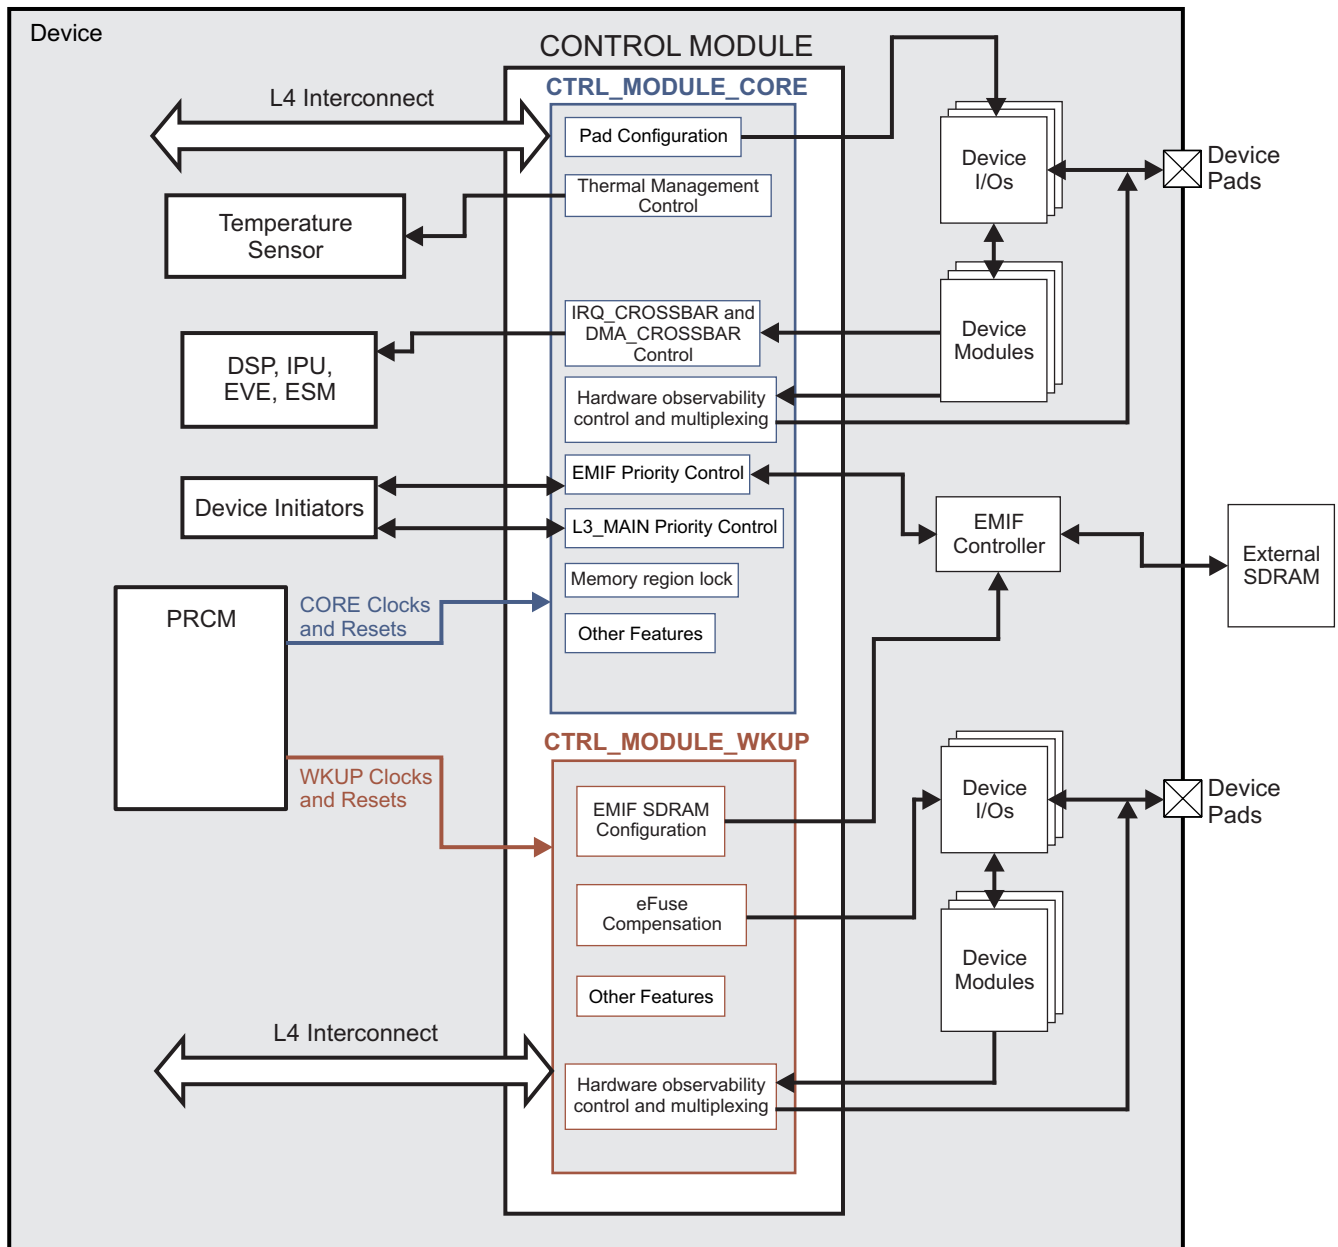 Device
CONTROL MODULE
CTRL_MODULE_CORE
L4 Interconnect
Pad Configuration
Device
I/Os
Device
Pads
Thermal Management
Control
Temperature
Sensor
IRQ_CROSSBAR and
DMA_CROSSBAR
Control
Device
Modules
DSP, IPU,
EVE, ESM
Hardware observability
control and multiplexing
EMIF Priority Control
Device Initiators
L3_MAIN Priority Control
EMIF
Controller
External
SDRAM
Memory region lock
PRCM
CORE Clocks
and Resets
Other Features
CTRL_MODULE_WKUP
WKUP Clocks
and Resets
EMIF SDRAM
Configuration
Device
I/Os
Device
Pads
eFuse
Compensation
Device
Modules
Other Features
L4 Interconnect
Hardware observability
control and multiplexing